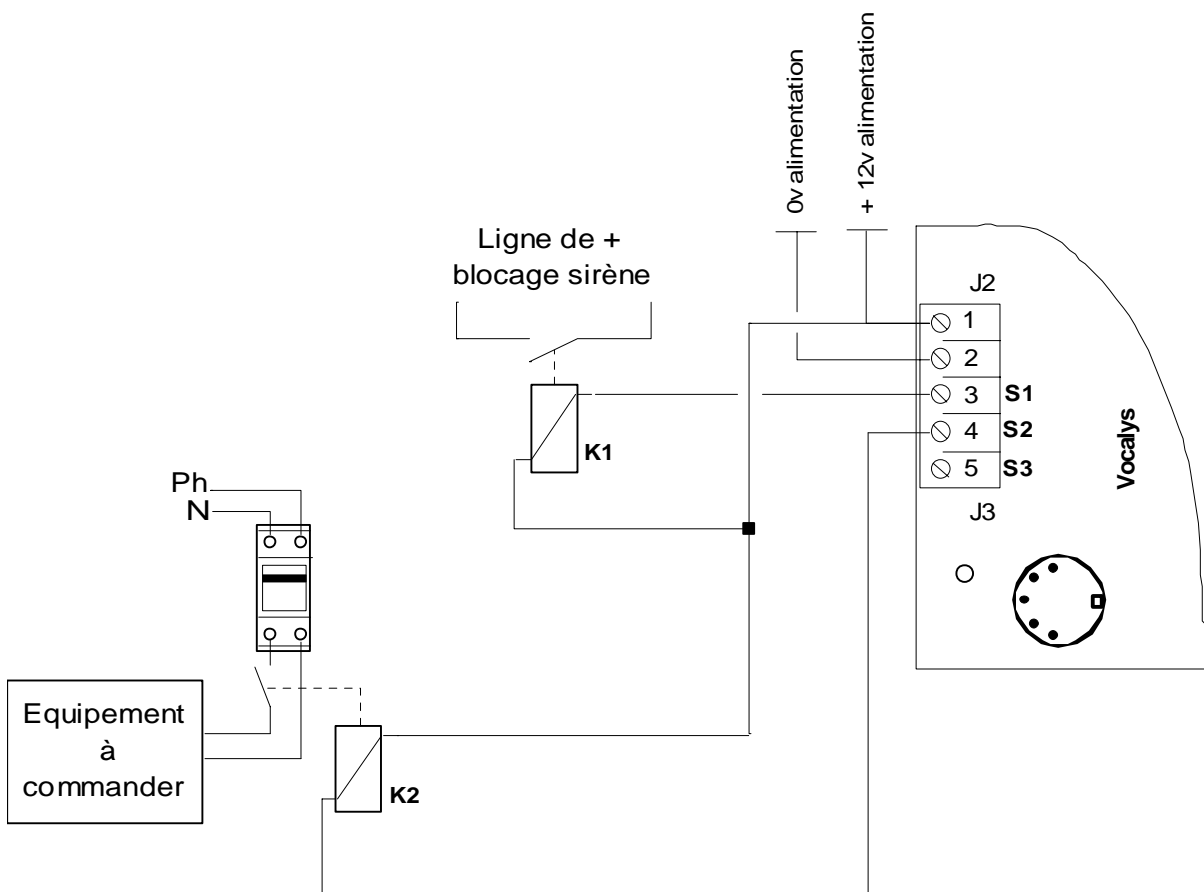 0v alimentation
+ 12v alimentation
Ligne de +
blocage sirène
J2
1
2
3 S1
4 S2
5 S3
K1
Vocalys
J3
Ph
N
Equipement
à
commander
K2